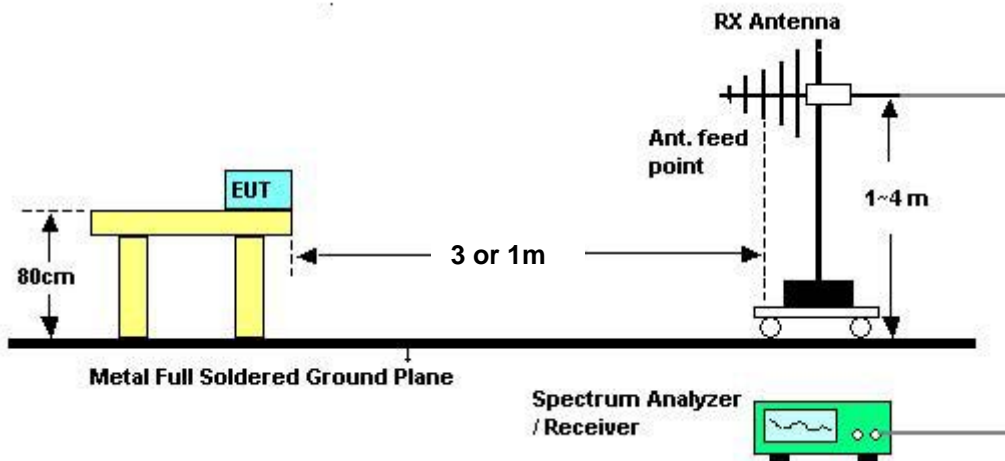 RX Antenna
Ant. feed
point
EUT
1~4 m
3 or 1m
80cm
Metal Full Soldered Ground Plane
Spectrum Analyzer
/ Receiver